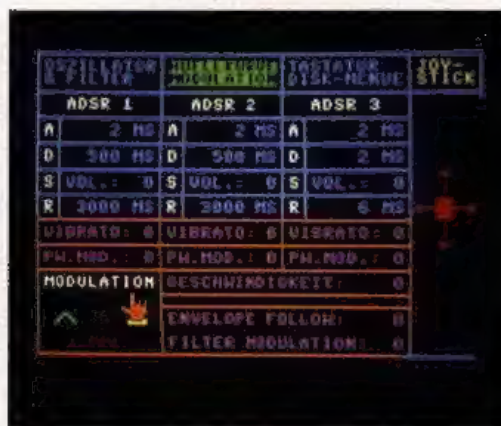 OSZILLATOR HUELLKURVE TASTATUR JOY-
& FILTER MODULATION DISK-MENUE STICK
ADSR 1 ADSR 2 ADSR 3
A 2 MS A 2 MS A 2 MS
D 500 MS D 500 MS D 2 MS
S VOL.: 0 S VOL.: 0 S VOL.: 0
R 3000 MS R 3000 MS R 6 MS
VIBRATO: 0 VIBRATO: 0 VIBRATO: 0
PW.MOD.: 0 PW.MOD.: 0 PW.MOD.: 0
MODULATION GESCHWINDIGKEIT: 0
ENVELOPE FOLLOW: 0
FILTER MODULATION: 0